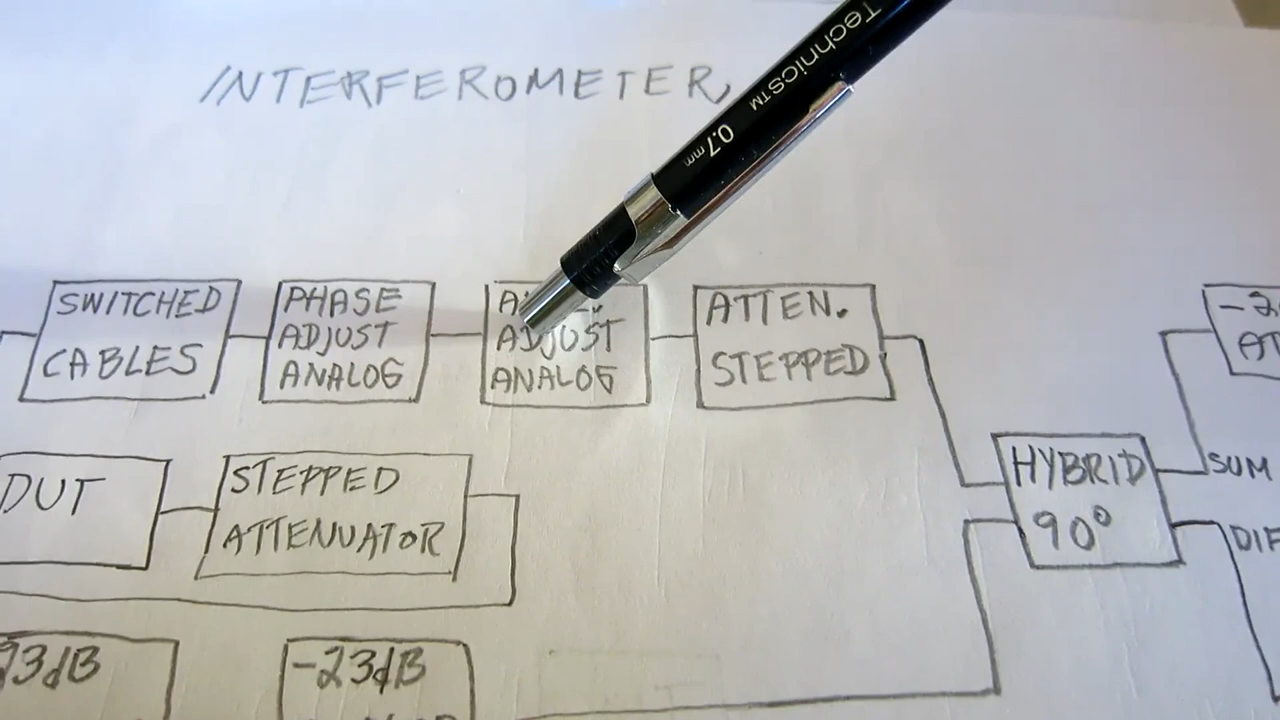 INTERFEROMETER
Technics™ 0.7mm
SWITCHED
CABLES
PHASE
ADJUST
ANALOG
ADJUST
ANALOG
ATTEN.
STEPPED
DUT
STEPPED
ATTENUATOR
HYBRID
90°
SUM
-23dB